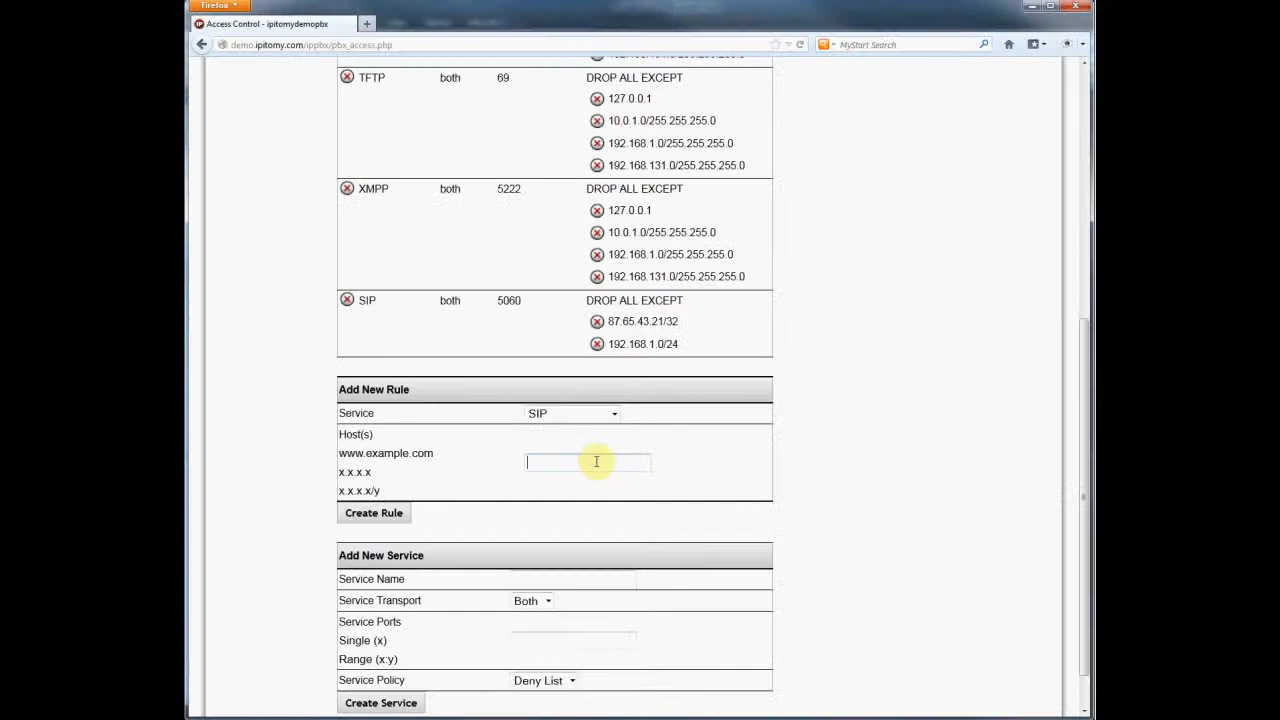 Firefox
Access Control - ipitomydemopbx
demo.ipitomy.com/ippbx/pbx_access.php
MyStart Search
TFTP both 69 DROP ALL EXCEPT
127.0.0.1
10.0.1.0/255.255.255.0
192.168.1.0/255.255.255.0
192.168.131.0/255.255.255.0
XMPP both 5222 DROP ALL EXCEPT
127.0.0.1
10.0.1.0/255.255.255.0
192.168.1.0/255.255.255.0
192.168.131.0/255.255.255.0
SIP both 5060 DROP ALL EXCEPT
87.65.43.21/32
192.168.1.0/24
Add New Rule
Service SIP
Host(s)
www.example.com
x.x.x.x
x.x.x.x/y
Create Rule
Add New Service
Service Name
Service Transport Both
Service Ports
Single (x)
Range (x:y)
Service Policy Deny List
Create Service